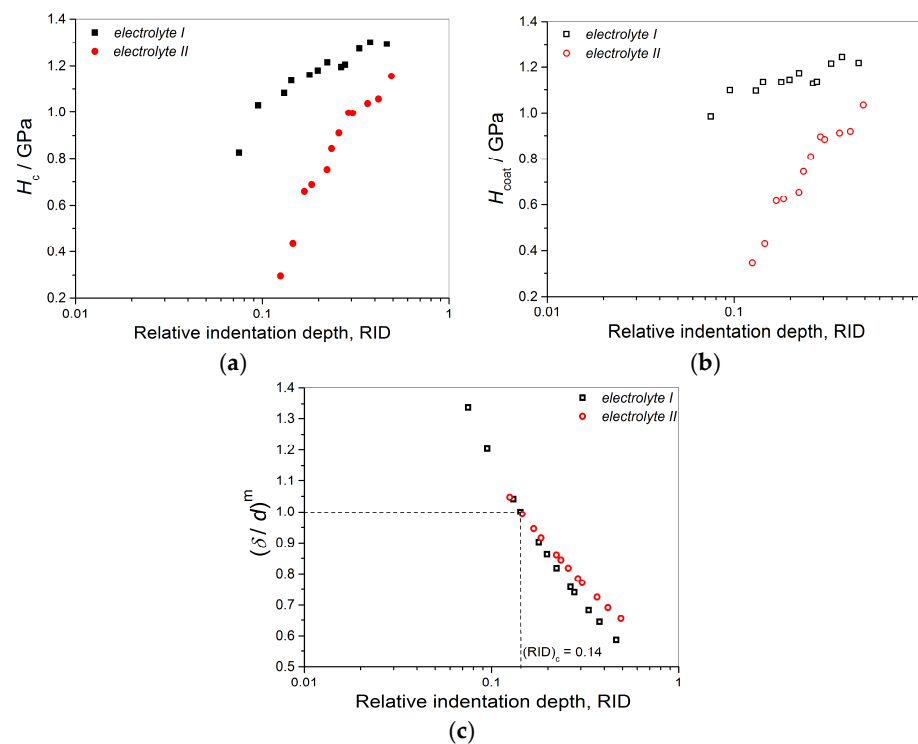 1.4
1.2
1.0
0.8
0.6
0.4
0.2
H_c / GPa
electrolyte I
electrolyte II
0.01
0.1
1
Relative indentation depth, RID
(a)
1.4
1.2
1.0
0.8
0.6
0.4
0.2
H_coat / GPa
electrolyte I
electrolyte II
0.01
0.1
Relative indentation depth, RID
(b)
1.4
1.3
1.2
1.1
1.0
0.9
0.8
0.7
0.6
0.5
(δ / d)^m
electrolyte I
electrolyte II
(RID)_c = 0.14
0.01
0.1
1
Relative indentation depth, RID
(c)